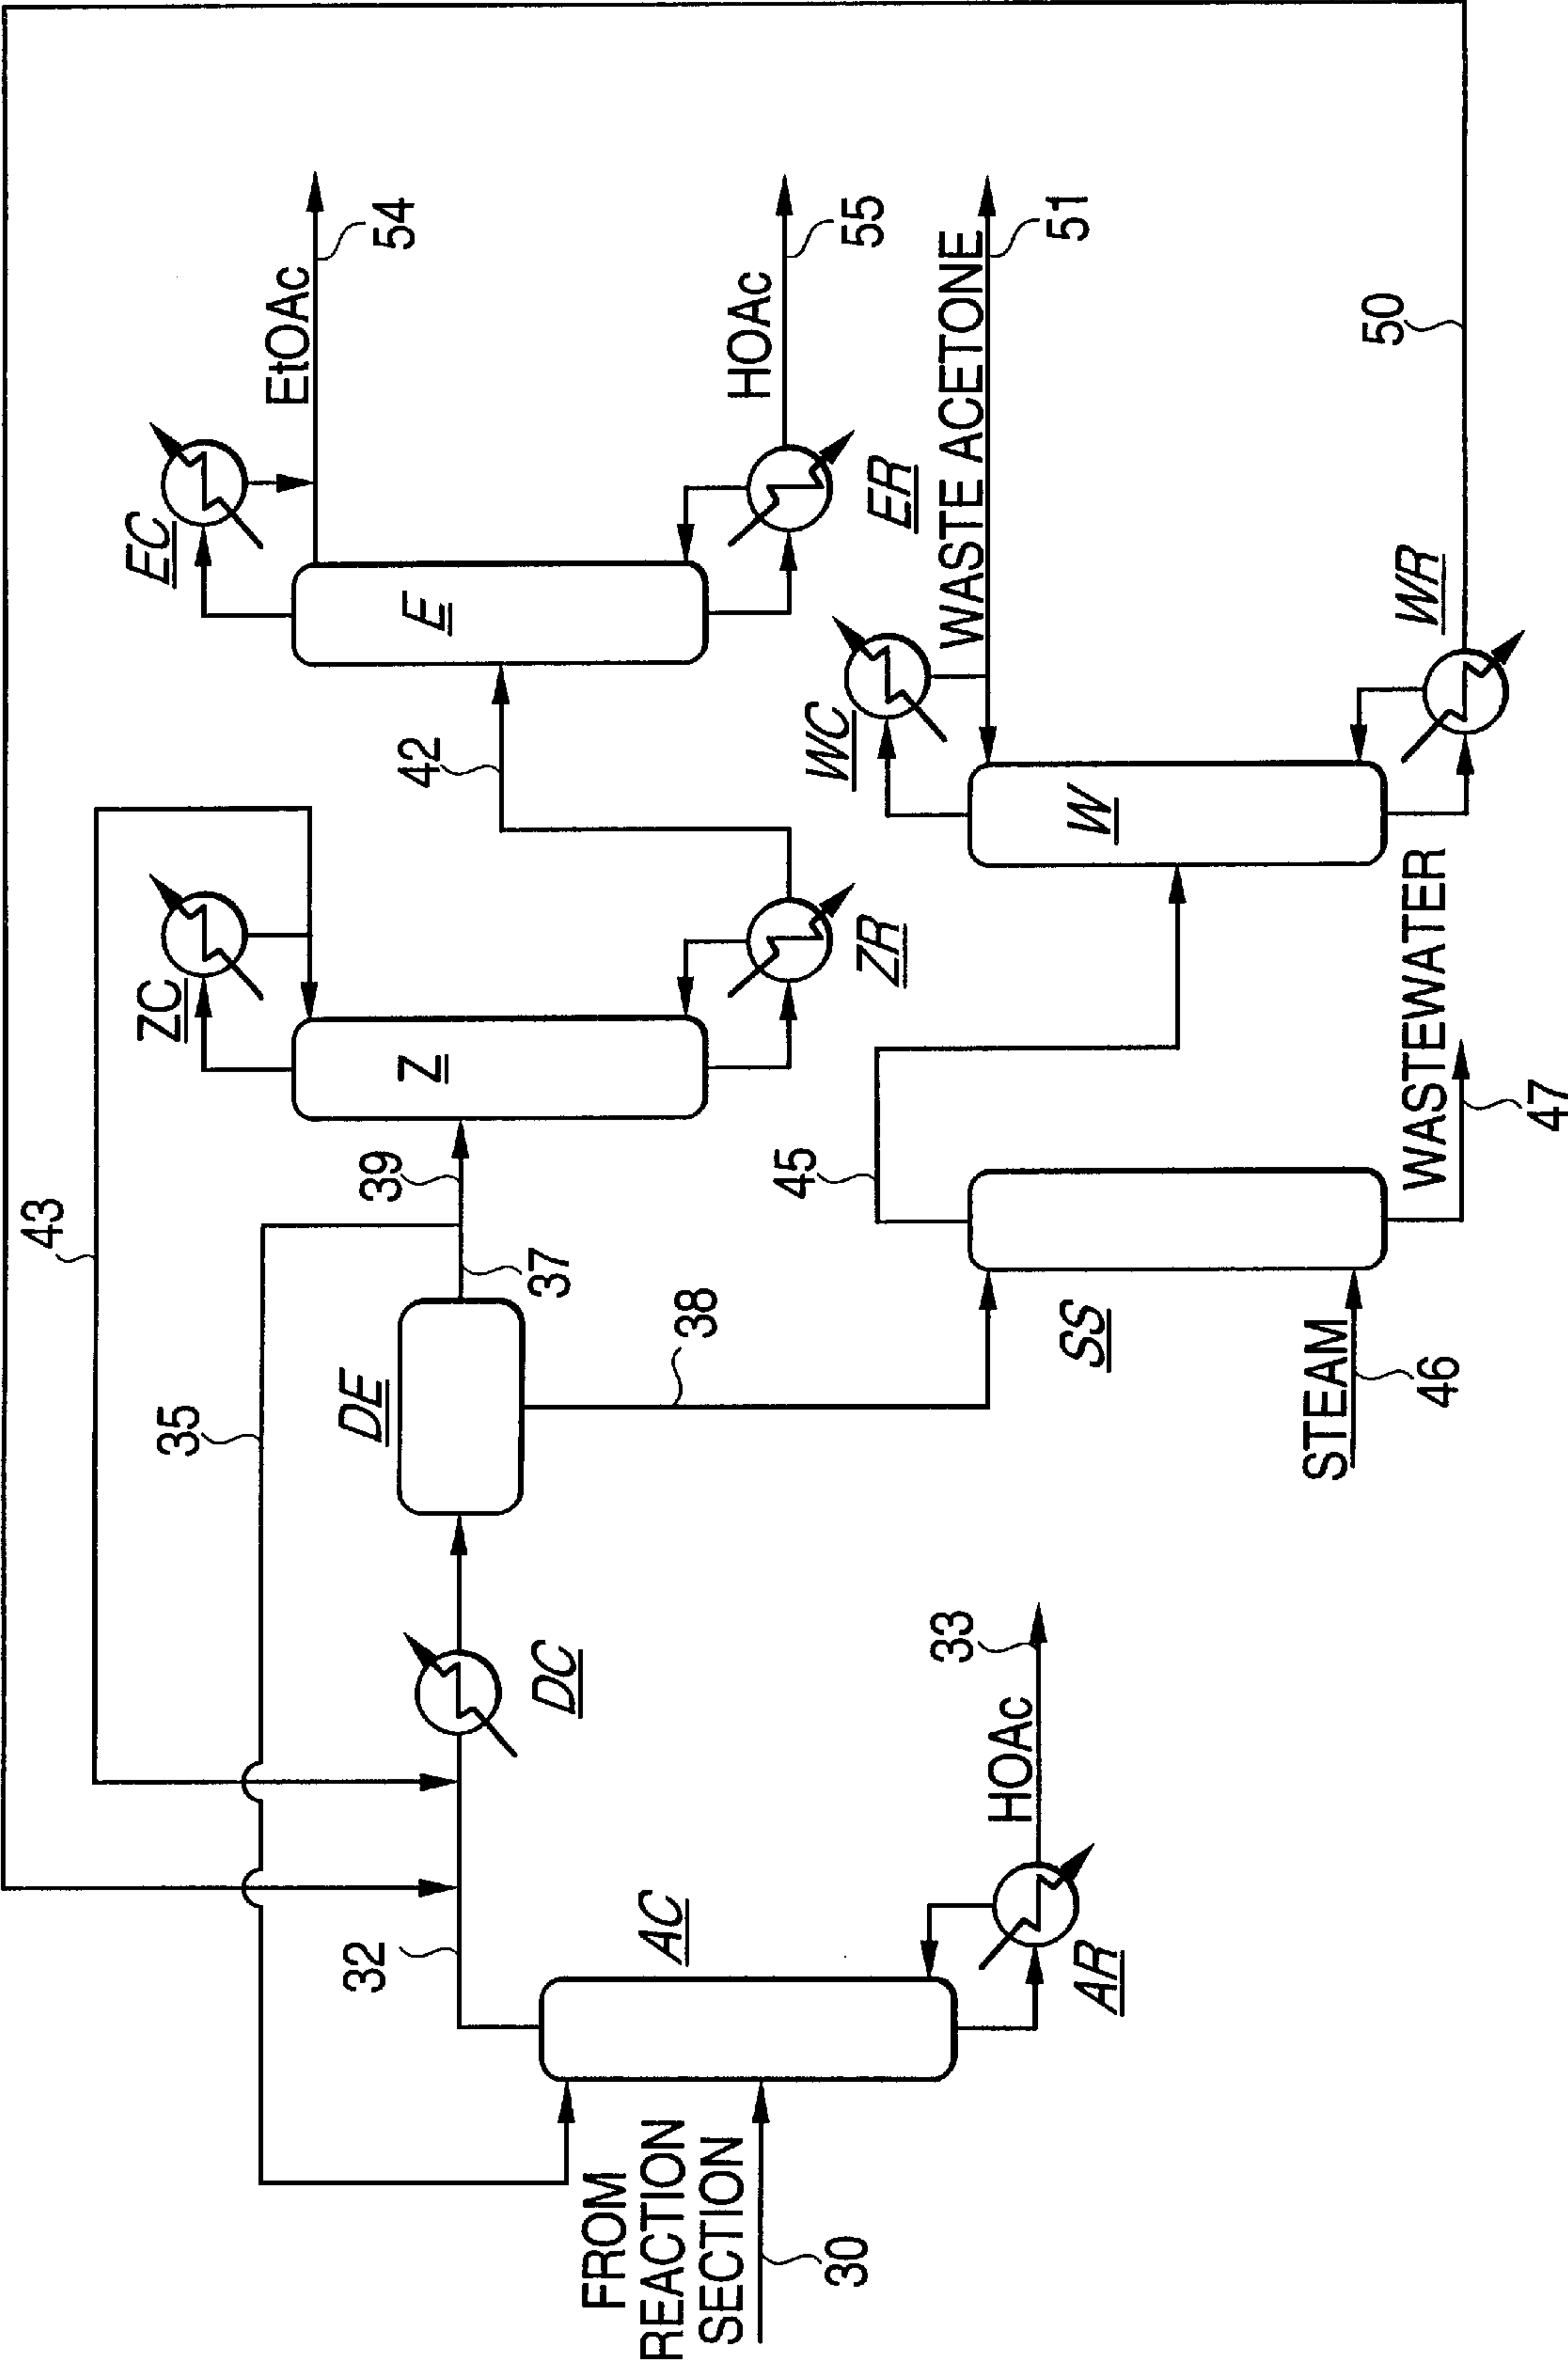 43
35
32
FROM
REACTION
SECTION
30
AC
AR
HOAc
33
DC
DE
37
38
39
Z
ZC
ZR
42
E
EC
EtOAc
54
ER
HOAc
55
SS
STEAM
46
45
WASTEWATER
47
W
WC
WASTE ACETONE
51
WR
50